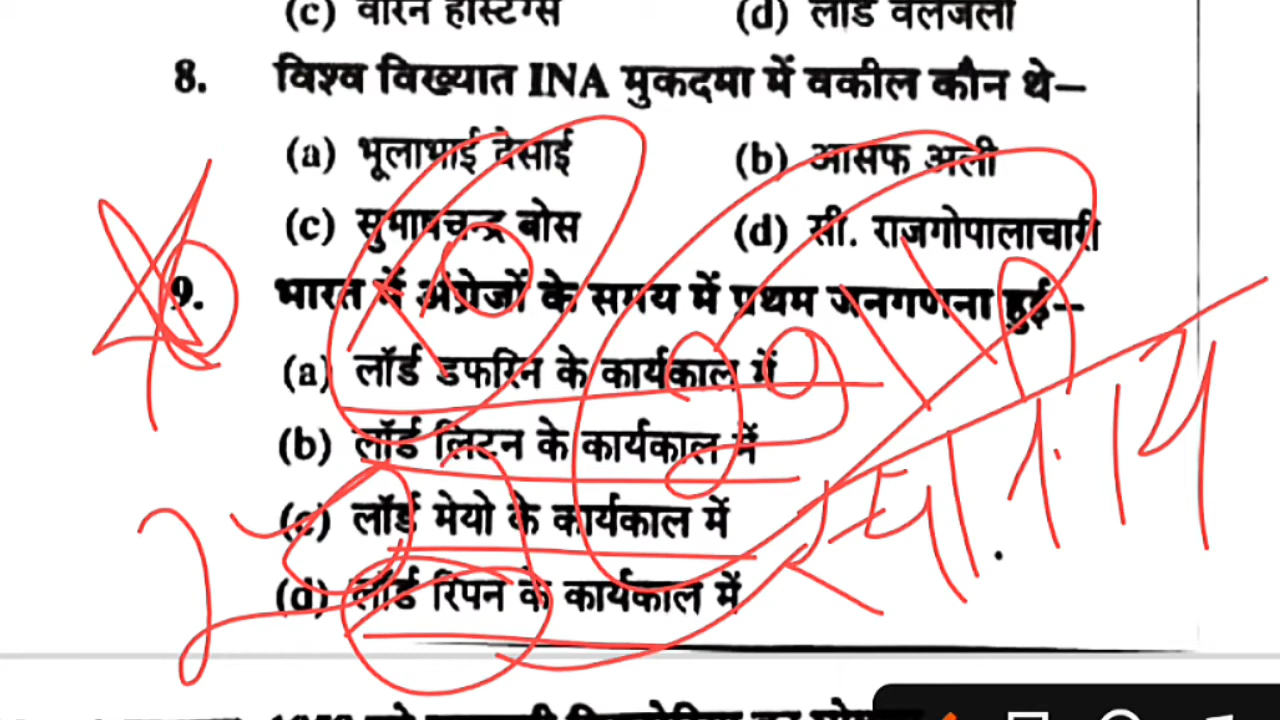 (c) वारेन हेस्टिंग्स (d) लॉर्ड वेलेजली
8. विश्व विख्यात INA मुकदमा में वकील कौन थे—
(a) भूलाभाई देसाई (b) आसफ अली
(c) सुभाषचन्द्र बोस (d) सी. राजगोपालाचारी
9. भारत में अंग्रेजों के समय में प्रथम जनगणना हुई—
(a) लॉर्ड डफरिन के कार्यकाल में
(b) लॉर्ड लिटन के कार्यकाल में
(c) लॉर्ड मेयो के कार्यकाल में
(d) लॉर्ड रिपन के कार्यकाल में